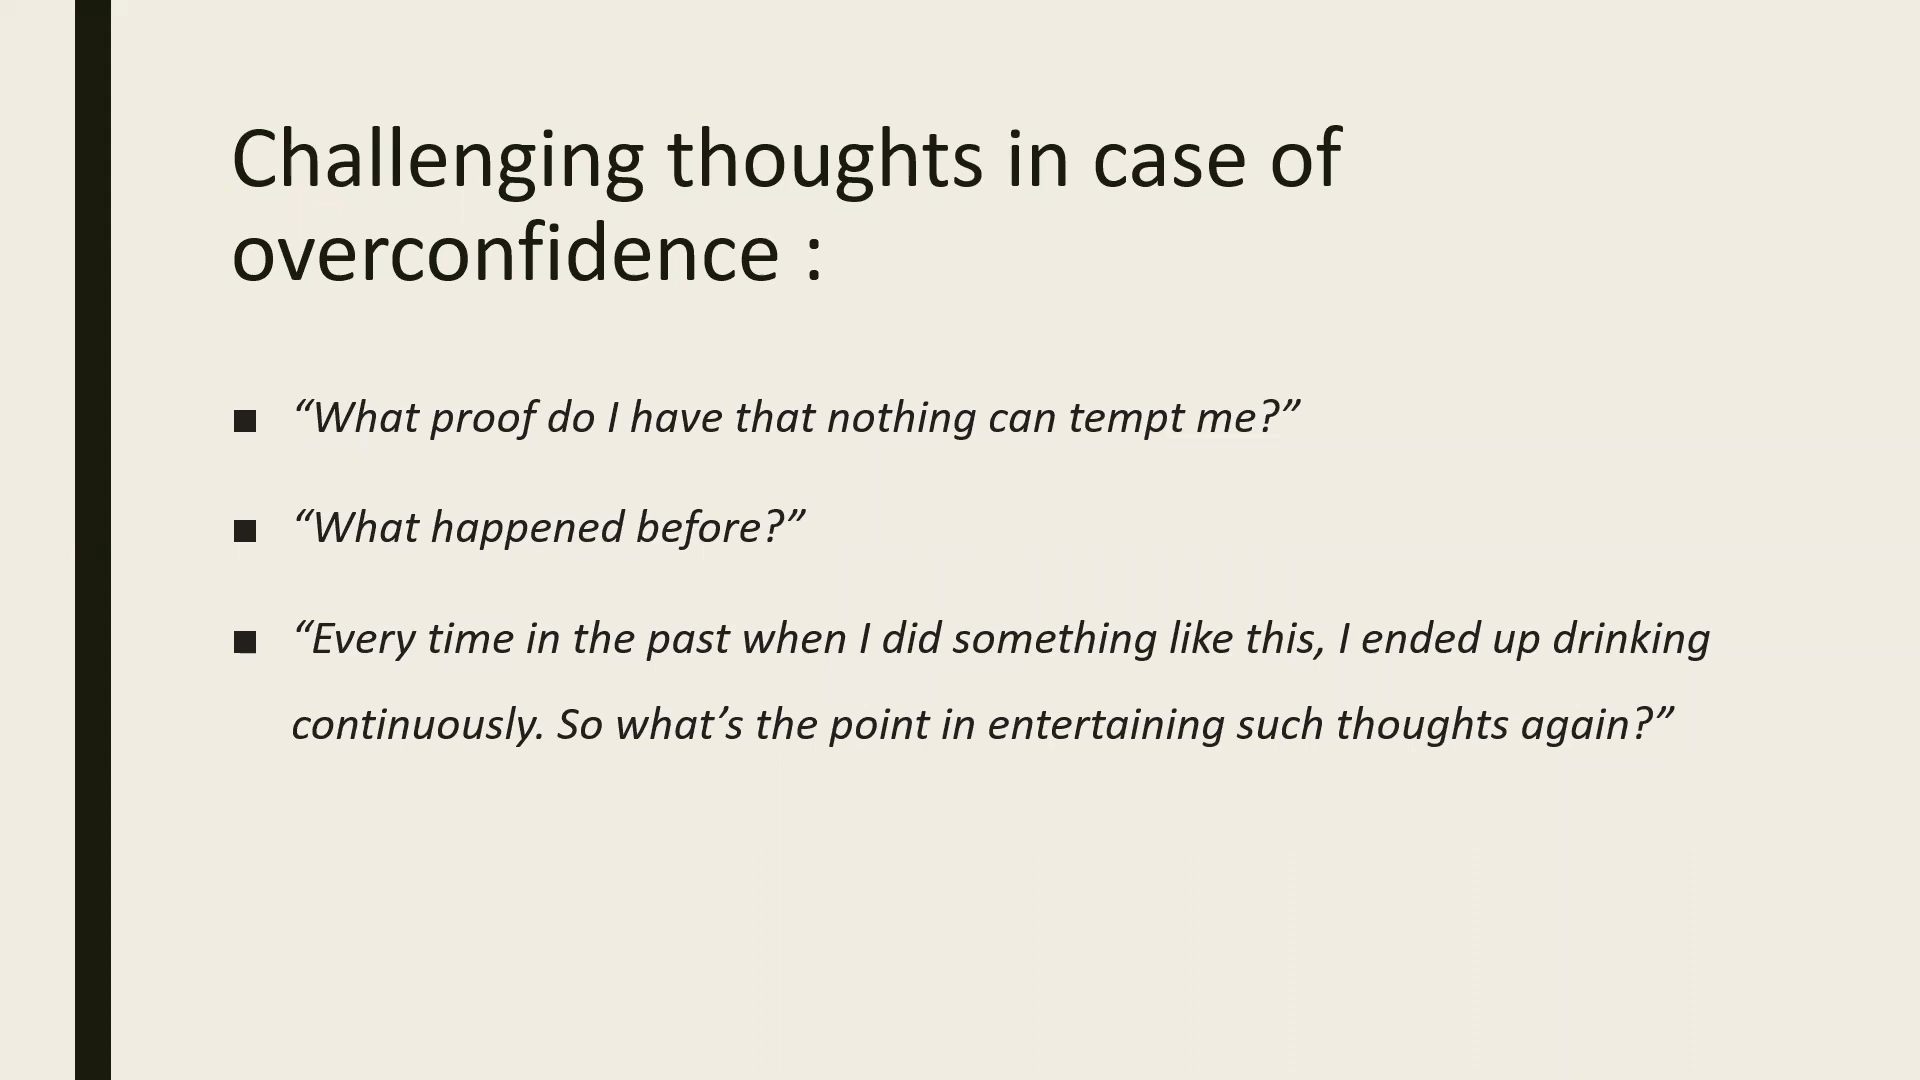 Challenging thoughts in case of
overconfidence :
■ “What proof do I have that nothing can tempt me?”
■ “What happened before?”
■ “Every time in the past when I did something like this, I ended up drinking
continuously. So what’s the point in entertaining such thoughts again?”